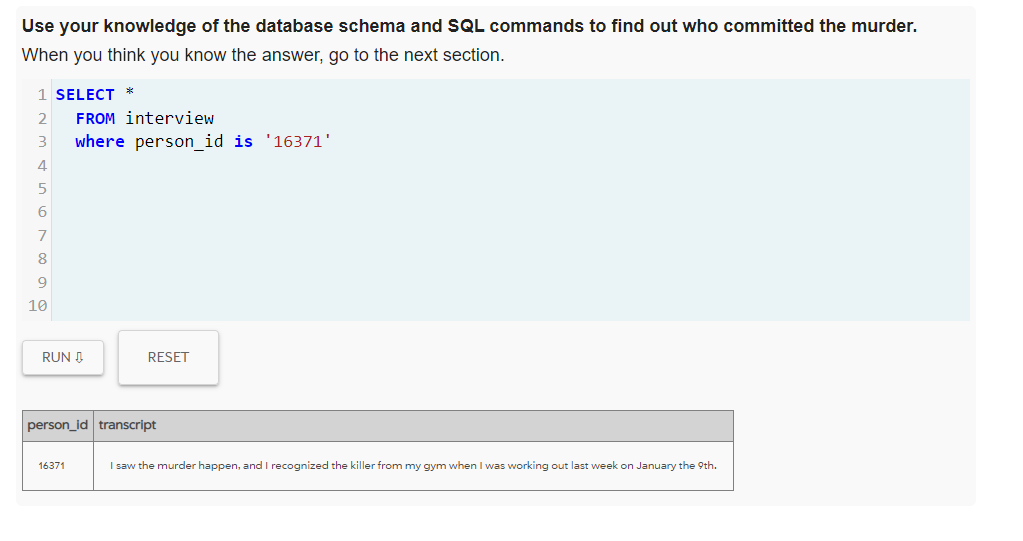 Use your knowledge of the database schema and SQL commands to find out who committed the murder.
When you think you know the answer, go to the next section.
1 SELECT *
2 FROM interview
3 where person_id is '16371'
4
5
6
7
8
9
10
RUN ⇩ RESET
person_id transcript
16371 I saw the murder happen, and I recognized the killer from my gym when I was working out last week on January the 9th.